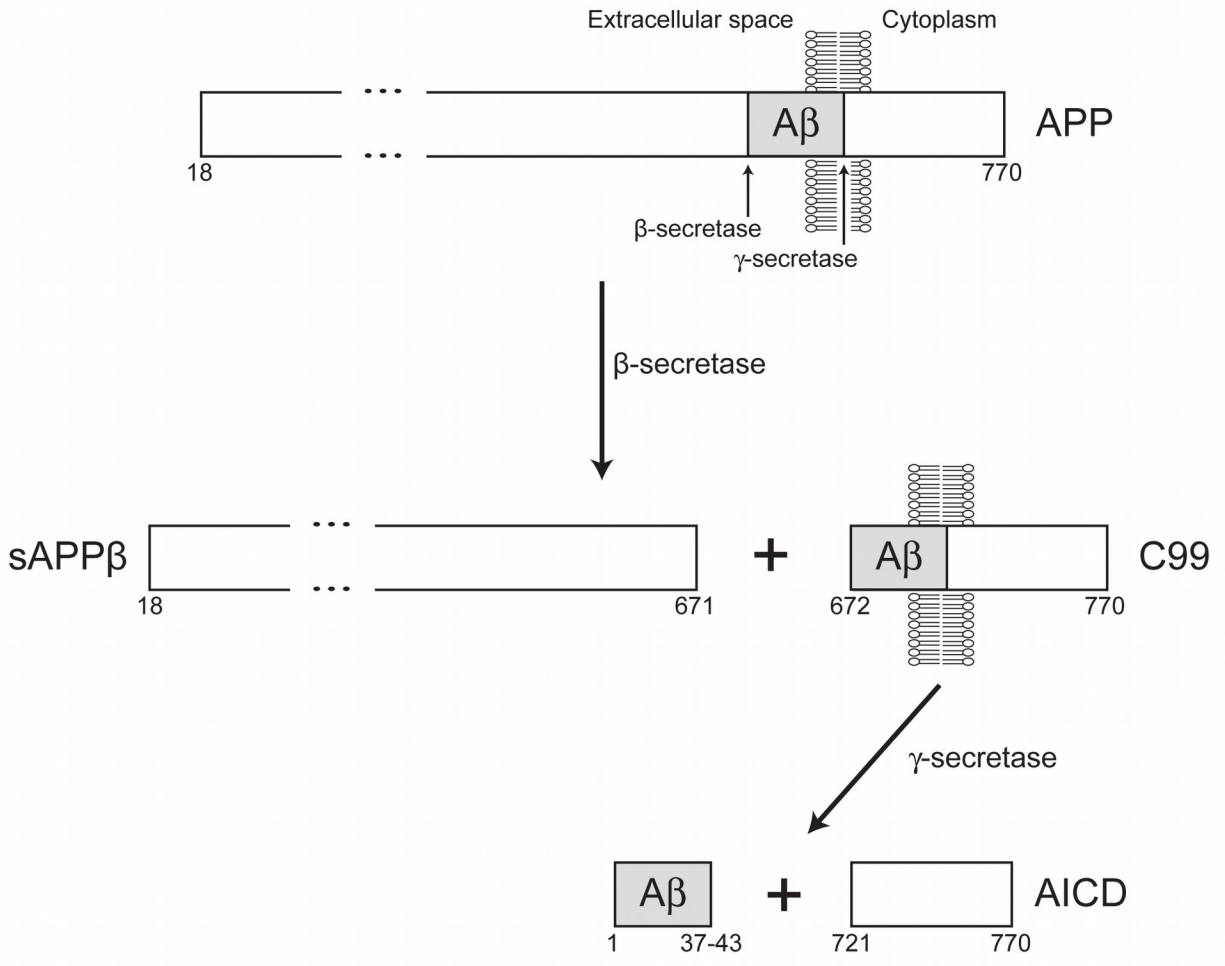 Extracellular space
Cytoplasm
...
Aβ
APP
...
18
770
β-secretase
γ-secretase
β-secretase
sAPPβ
...
+
Aβ
C99
...
18
671
672
770
γ-secretase
Aβ
+
AICD
1
37-43
721
770